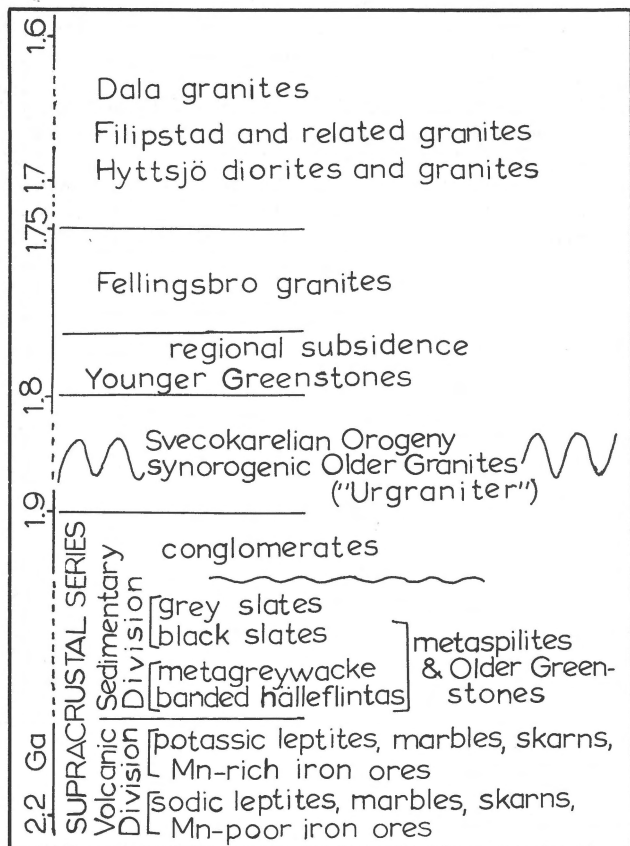 1.6
Dala granites
Filipstad and related granites
1.7
Hyttsjö diorites and granites
1.75
Fellingsbro granites
regional subsidence
1.8
Younger Greenstones
Svecokarelian Orogeny
synorogenic Older Granites
("Urgraniter")
1.9
conglomerates
SUPRACRUSTAL SERIES
Sedimentary
Division
grey slates
black slates
metagreywacke
banded hälleflintas
metaspilites
& Older Green-
stones
Ga
Volcanic
Division
potassic leptites, marbles, skarns,
Mn-rich iron ores
2.2
sodic leptites, marbles, skarns,
Mn-poor iron ores